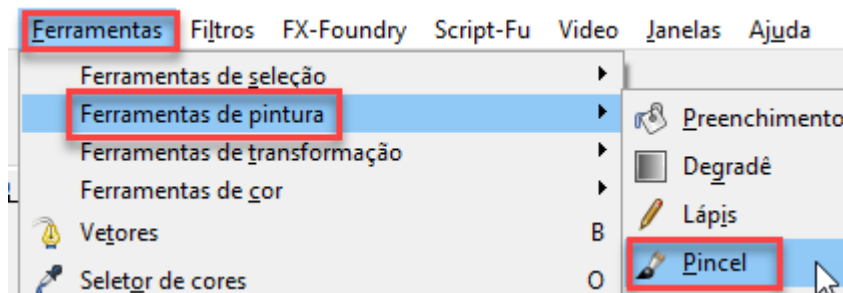 Ferramentas Filtros FX-Foundry Script-Fu Video Janelas Ajuda
Ferramentas de seleção
Ferramentas de pintura
Ferramentas de transformação
Ferramentas de cor
Vetores B
Seletor de cores O
Preenchimento
Degradê
Lápis
Pincel